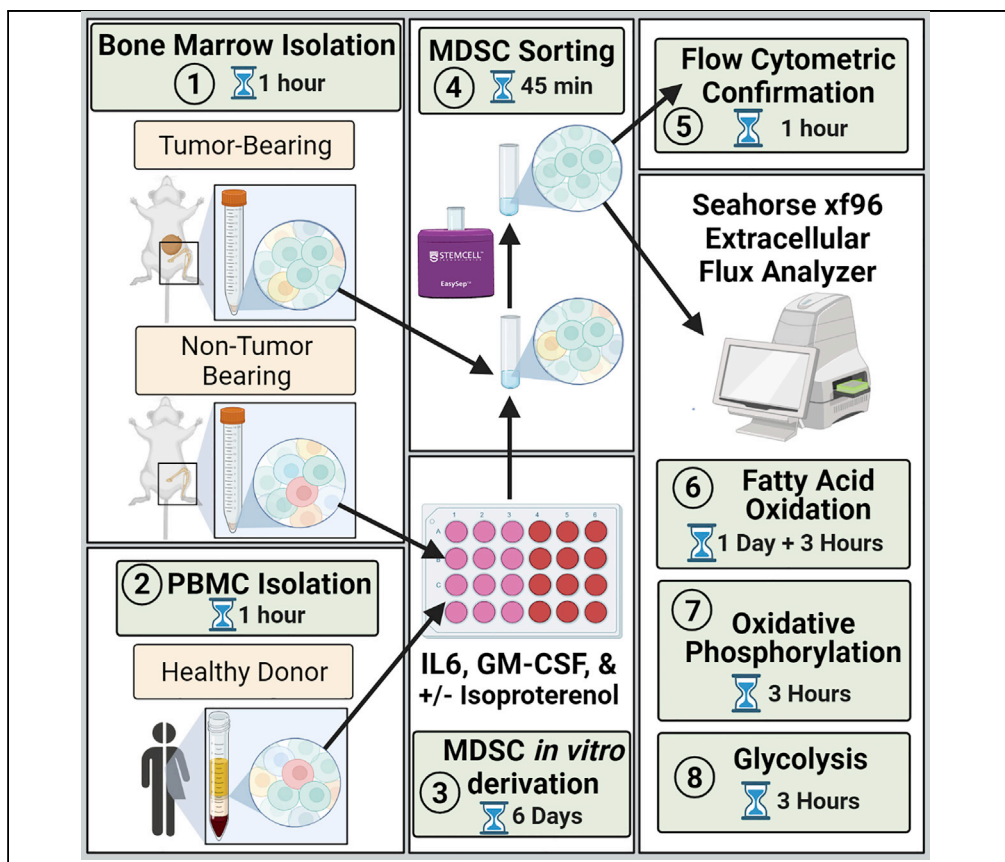 Bone Marrow Isolation
1 1 hour
Tumor-Bearing
Non-Tumor
Bearing
2 PBMC Isolation
1 hour
Healthy Donor
MDSC Sorting
4 45 min
STEMCELL
EasySep™
1 2 3 4 5 6
A
B
C
IL6, GM-CSF, &
+/- Isoproterenol
MDSC in vitro
derivation
3 6 Days
Flow Cytometric
Confirmation
5 1 hour
Seahorse xf96
Extracellular
Flux Analyzer
6 Fatty Acid
Oxidation
1 Day + 3 Hours
7 Oxidative
Phosphorylation
3 Hours
8 Glycolysis
3 Hours